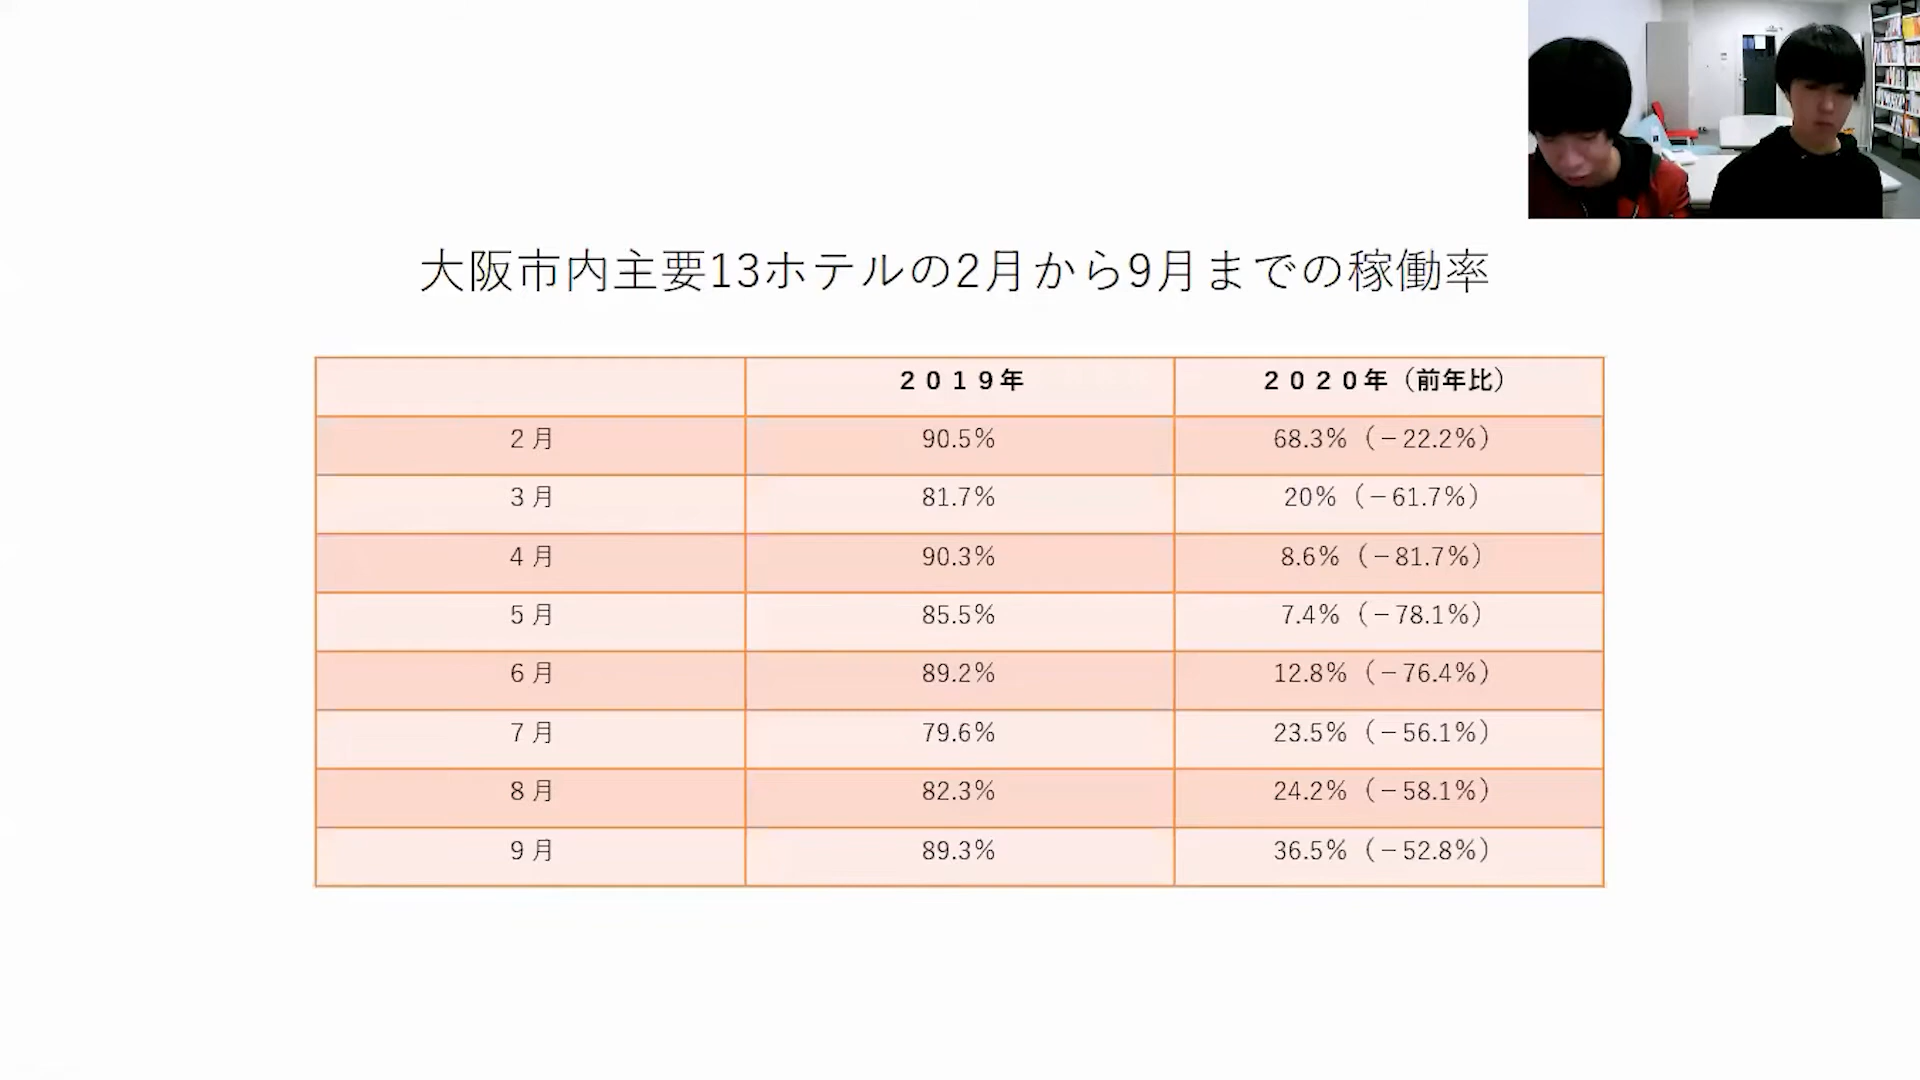 大阪市内主要13ホテルの2月から9月までの稼働率
２０１９年 ２０２０年（前年比）
２月 90.5% 68.3%（－22.2%）
３月 81.7% 20%（－61.7%）
４月 90.3% 8.6%（－81.7%）
５月 85.5% 7.4%（－78.1%）
６月 89.2% 12.8%（－76.4%）
７月 79.6% 23.5%（－56.1%）
８月 82.3% 24.2%（－58.1%）
９月 89.3% 36.5%（－52.8%）